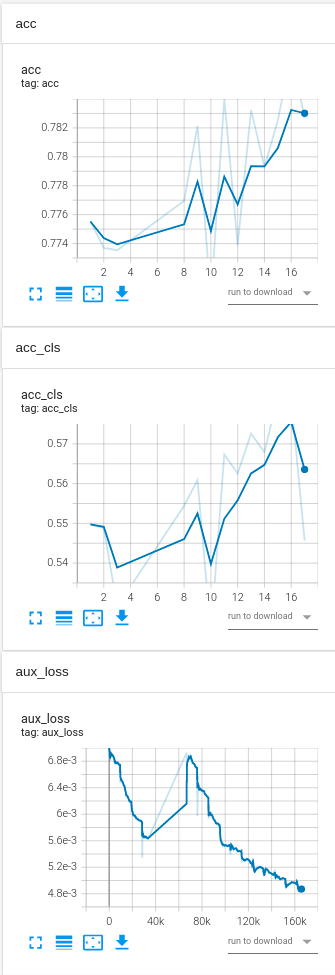 acc
acc
tag: acc
0.782
0.78
0.778
0.776
0.774
2 4 6 8 10 12 14 16
run to download
acc_cls
acc_cls
tag: acc_cls
0.57
0.56
0.55
0.54
2 4 6 8 10 12 14 16
run to download
aux_loss
aux_loss
tag: aux_loss
6.8e-3
6.4e-3
6e-3
5.6e-3
5.2e-3
4.8e-3
0 40k 80k 120k 160k
run to download